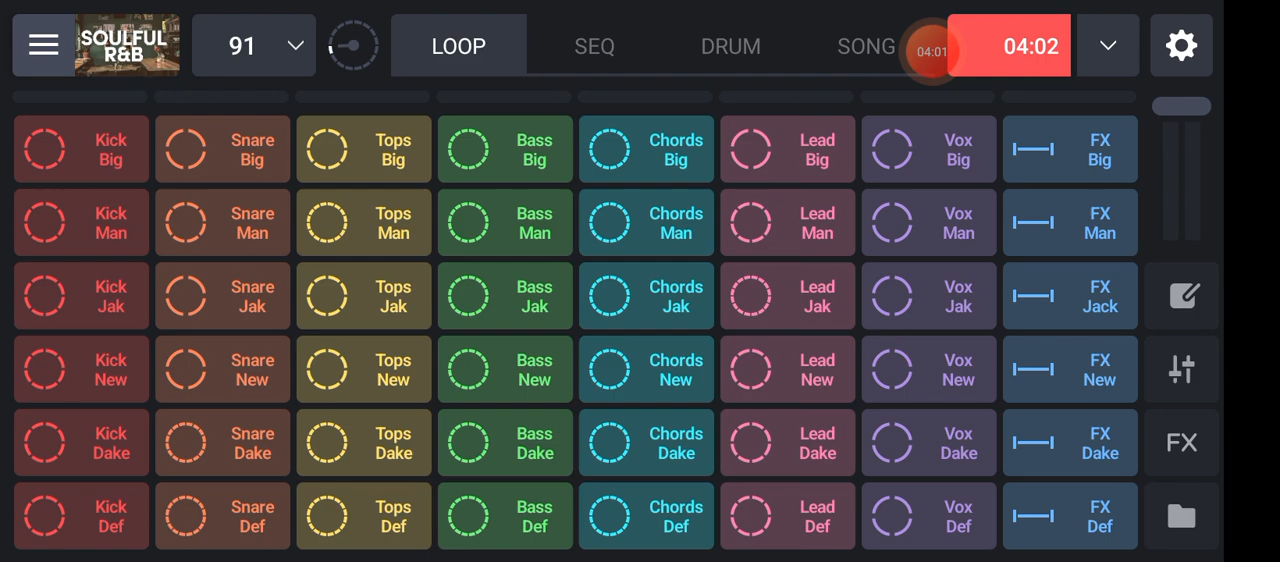 SOULFUL
R&B
91
LOOP
SEQ
DRUM
SONG
04:01
04:02
Kick
Big
Snare
Big
Tops
Big
Bass
Big
Chords
Big
Lead
Big
Vox
Big
FX
Big
Kick
Man
Snare
Man
Tops
Man
Bass
Man
Chords
Man
Lead
Man
Vox
Man
FX
Man
Kick
Jak
Snare
Jak
Tops
Jak
Bass
Jak
Chords
Jak
Lead
Jak
Vox
Jak
FX
Jack
Kick
New
Snare
New
Tops
New
Bass
New
Chords
New
Lead
New
Vox
New
FX
New
Kick
Dake
Snare
Dake
Tops
Dake
Bass
Dake
Chords
Dake
Lead
Dake
Vox
Dake
FX
Dake
FX
Kick
Def
Snare
Def
Tops
Def
Bass
Def
Chords
Def
Lead
Def
Vox
Def
FX
Def